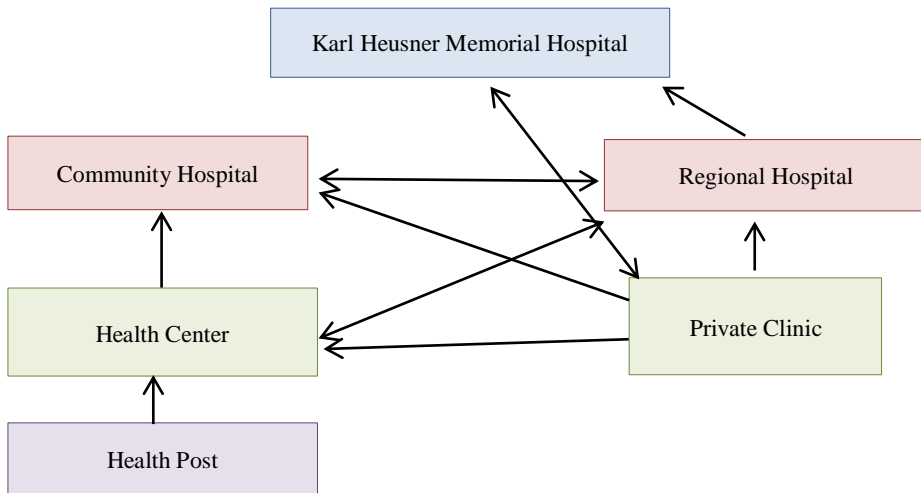 Karl Heusner Memorial Hospital
Community Hospital
Regional Hospital
Health Center
Private Clinic
Health Post